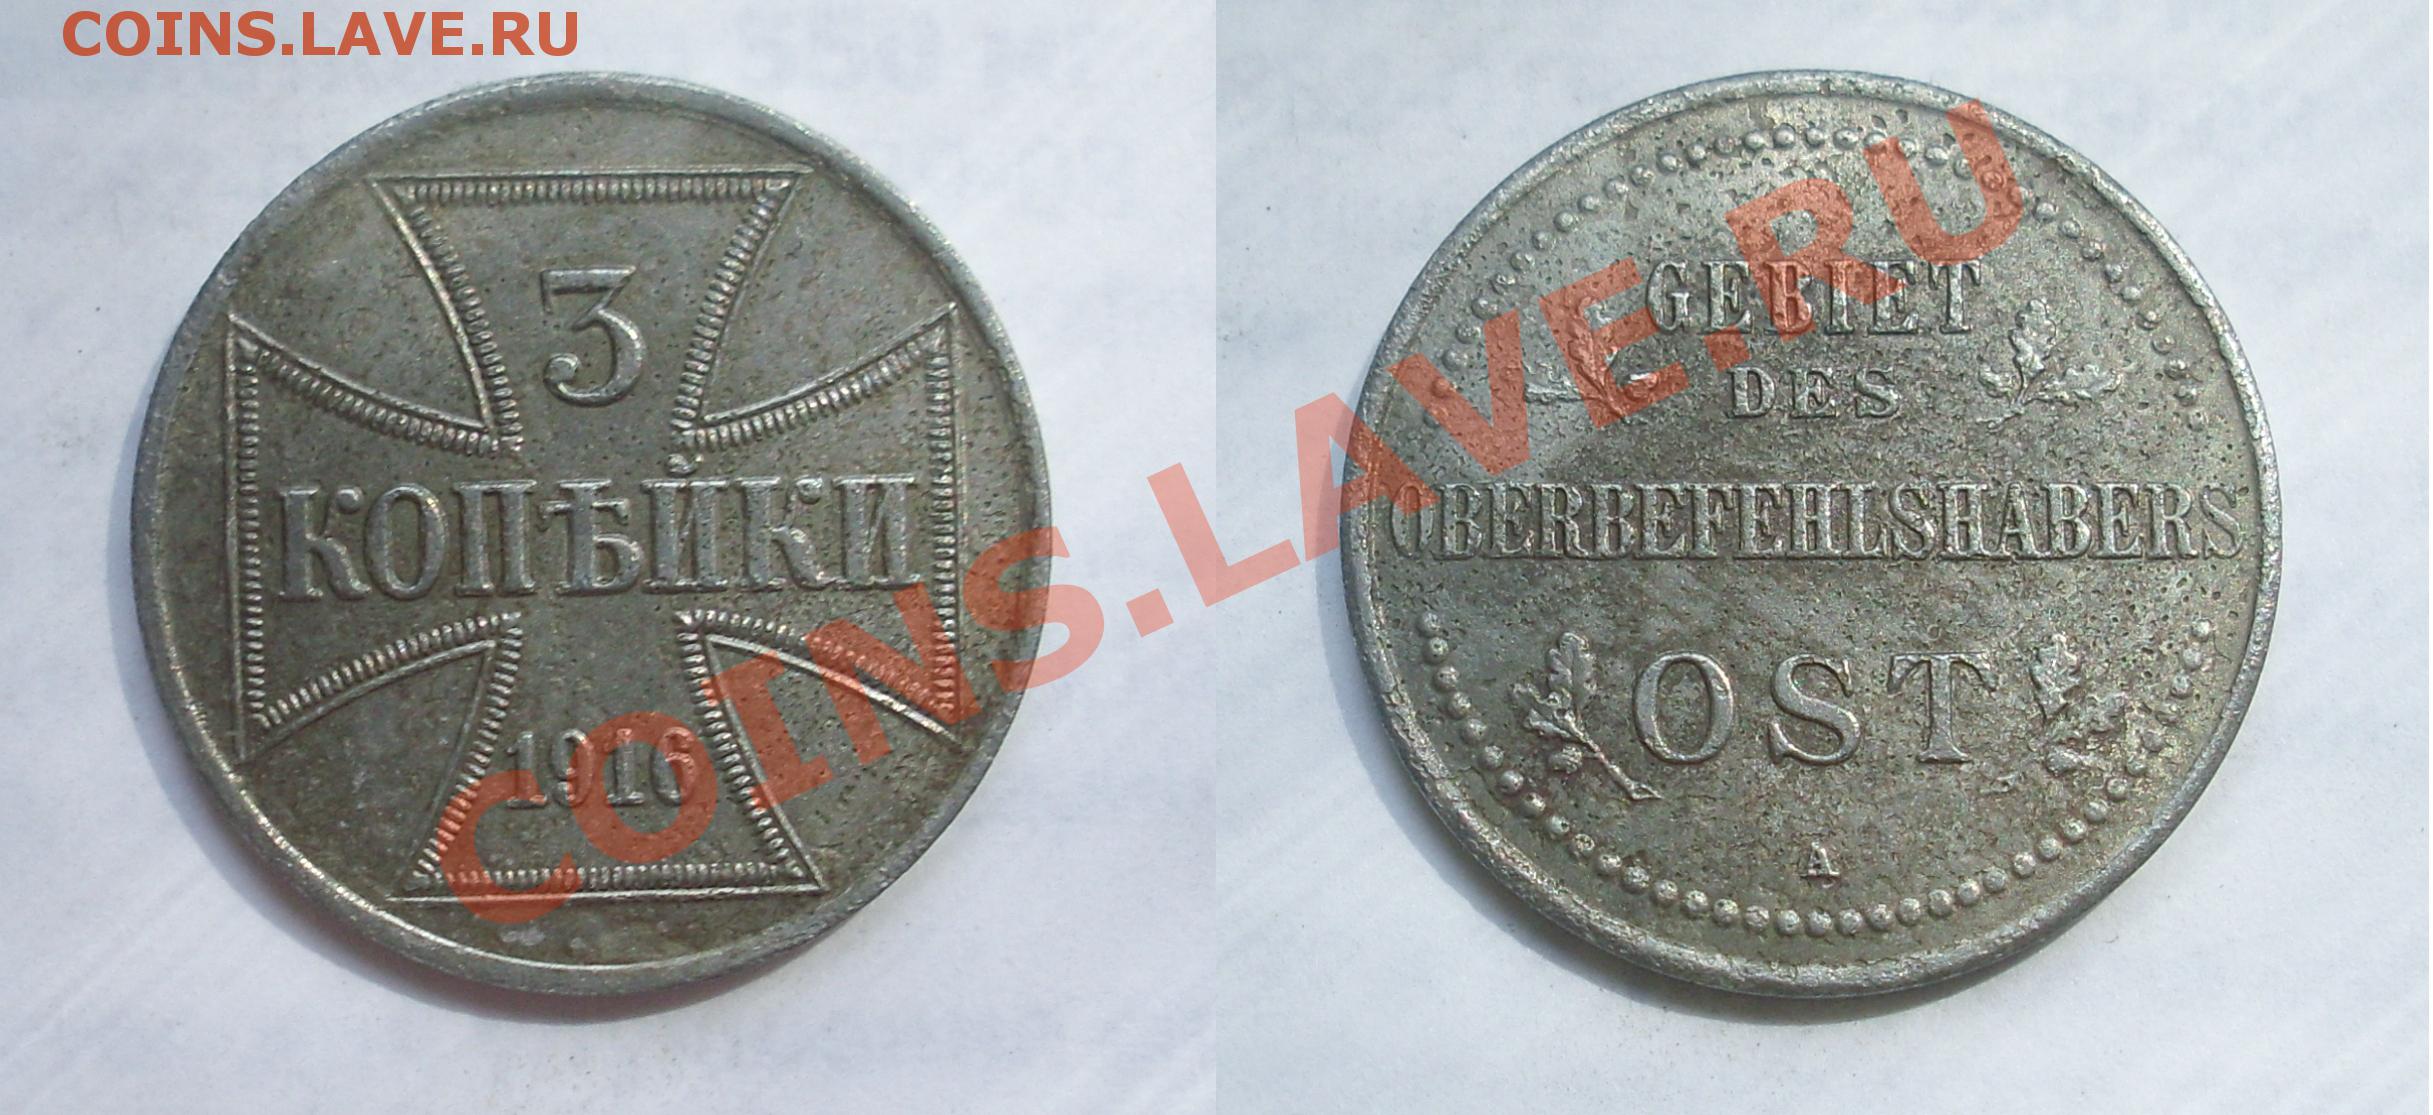 COINS.LAVE.RU
3
КОПѢЙКИ
1916
GEBIET
DES
OBERBEFEHLSHABERS
OST
A
COINS.LAVE.RU